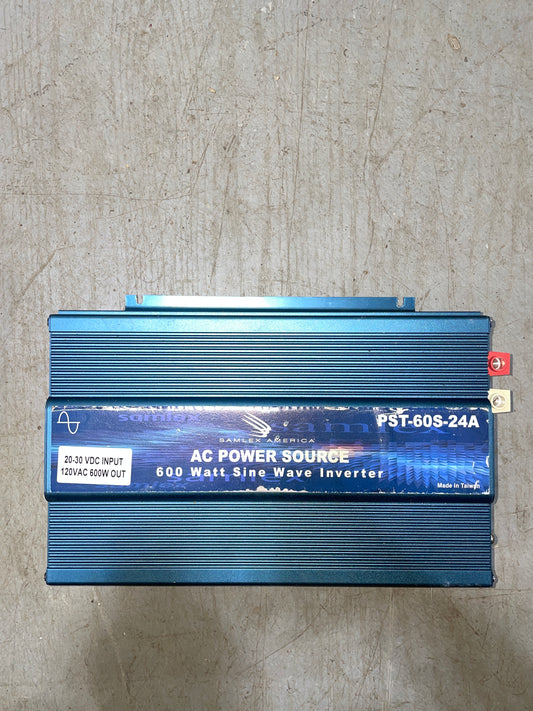 PST-60S-24A
SAMLEX AMERICA
AC POWER SOURCE
600 Watt Sine Wave Inverter
20-30 VDC INPUT
120VAC 600W OUT
Made in Taiwan
samlex